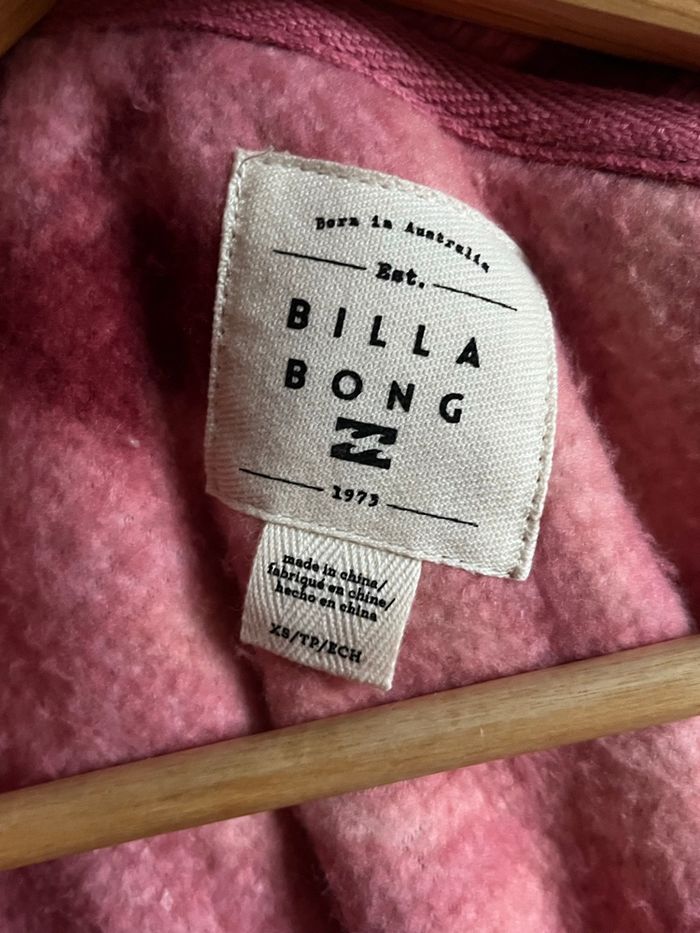 Born in Australia
Est.
BILLA
BONG
1973
made in china/
fabriqué en chine/
hecho en china
XS/TP/ECH